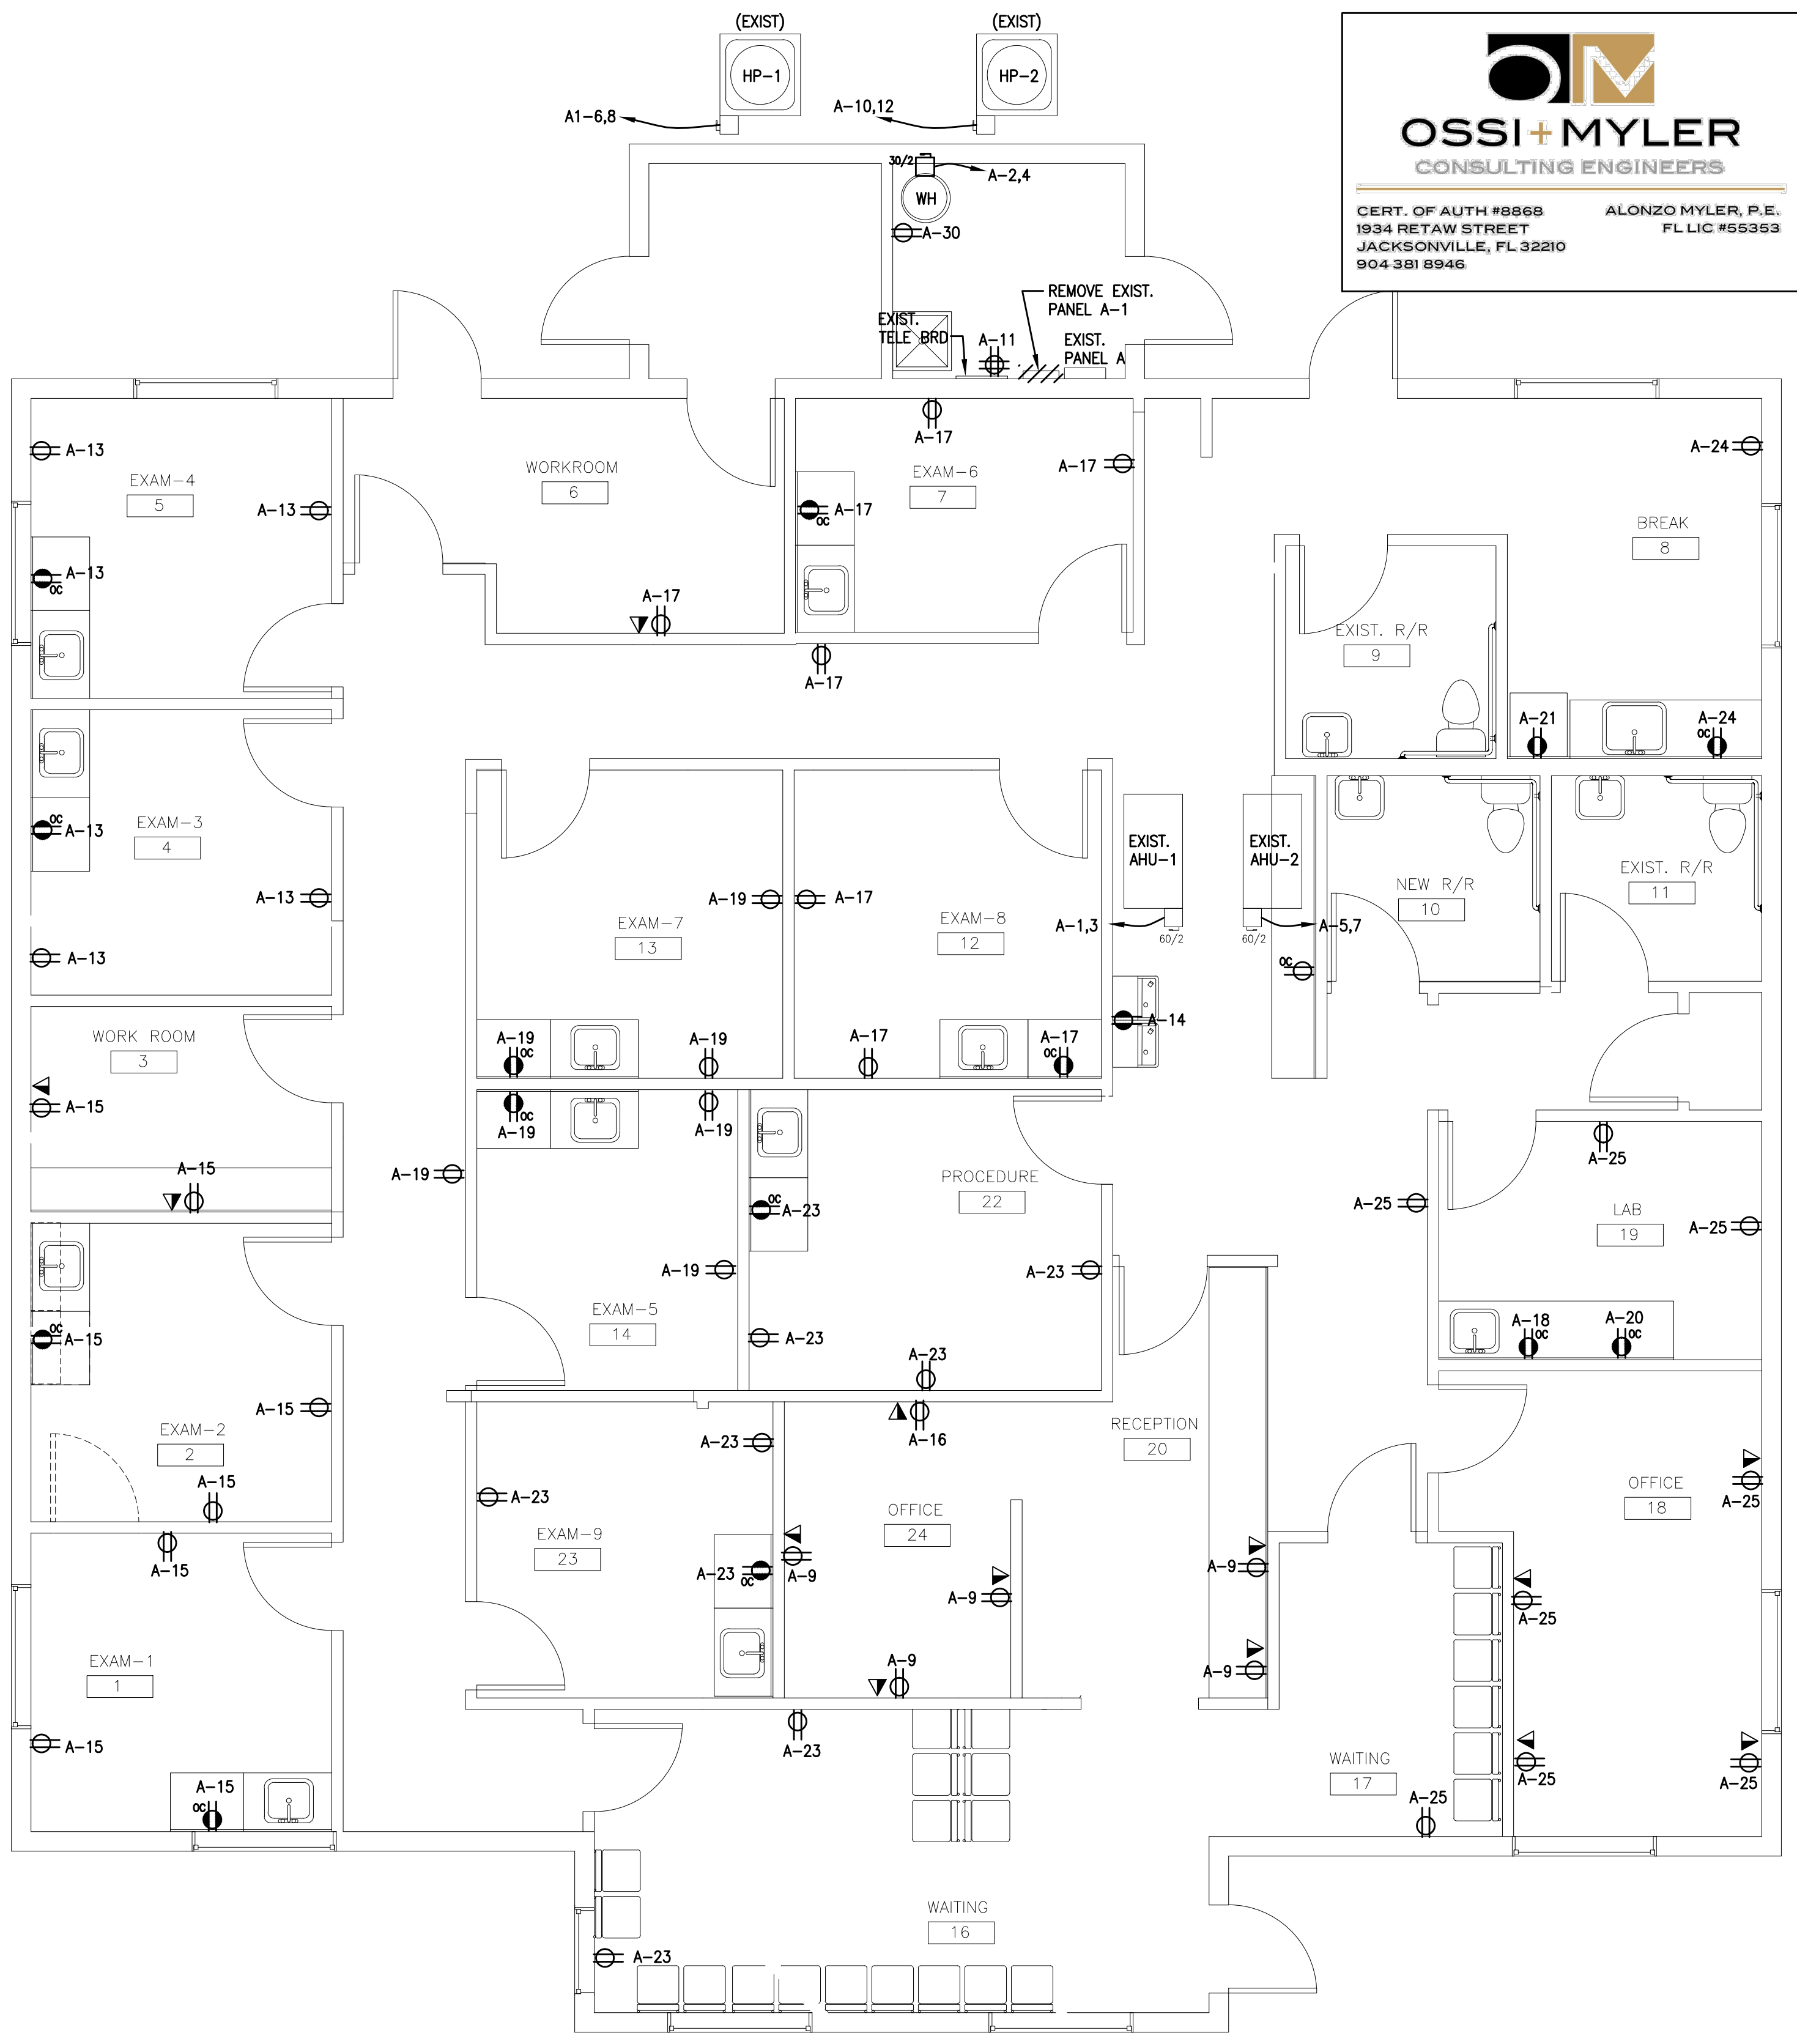 (EXIST)
(EXIST)
HP-1
HP-2
A1-6,8
A-10,12
OM
OSSI+MYLER
CONSULTING ENGINEERS
CERT. OF AUTH #8868
1934 RETAW STREET
JACKSONVILLE, FL 32210
904 381 8946
ALONZO MYLER, P.E.
FL LIC #55353
30/2
A-2,4
WH
A-30
REMOVE EXIST.
PANEL A-1
EXIST.
TELE BRD
A-11
EXIST.
PANEL A
A-13
EXAM-4
5
A-13
A-13
OC
WORKROOM
6
A-17
A-17
EXAM-6
7
A-17
A-17
OC
A-17
A-24
BREAK
8
EXIST. R/R
9
A-21
A-24
OC
EXAM-3
4
OC
A-13
A-13
A-13
EXAM-7
13
A-19
A-17
EXAM-8
12
EXIST.
AHU-1
EXIST.
AHU-2
A-1,3
60/2
60/2
A-5,7
OC
NEW R/R
10
EXIST. R/R
11
A-14
WORK ROOM
3
A-15
A-15
A-19
OC
A-19
A-17
A-17
OC
OC
A-19
A-19
A-19
PROCEDURE
22
OC
A-23
A-19
A-23
A-23
A-23
EXAM-5
14
A-25
A-25
LAB
19
A-25
A-18
OC
A-20
OC
OC
A-15
A-15
EXAM-2
2
A-15
A-15
A-16
RECEPTION
20
A-23
A-23
EXAM-9
23
A-23
OC
OFFICE
24
A-9
A-9
A-9
A-9
A-9
OFFICE
18
A-25
A-25
A-25
A-25
EXAM-1
1
A-15
A-15
OC
A-23
WAITING
17
A-25
WAITING
16
A-23